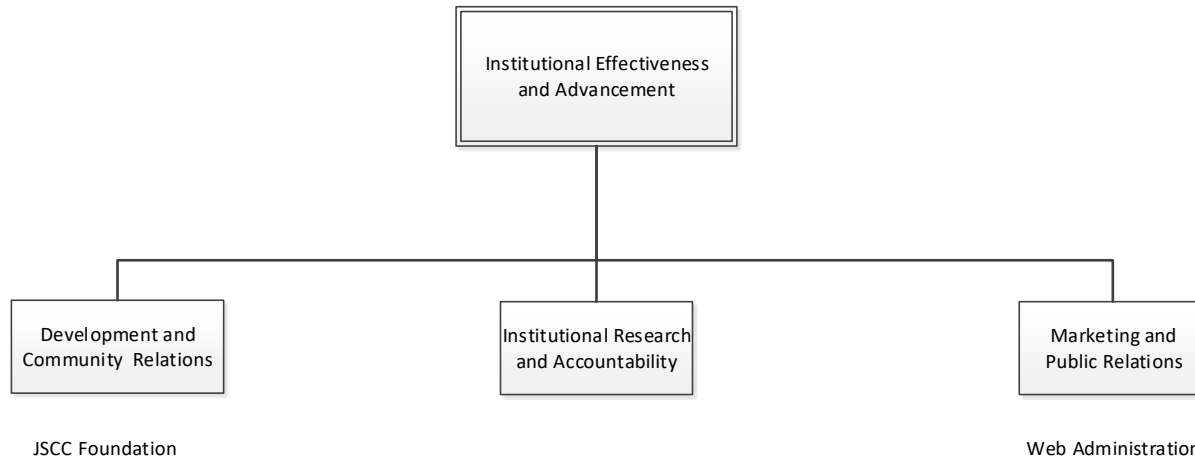 Institutional Effectiveness
and Advancement
Development and
Community Relations
Institutional Research
and Accountability
Marketing and
Public Relations
JSCC Foundation
Web Administration